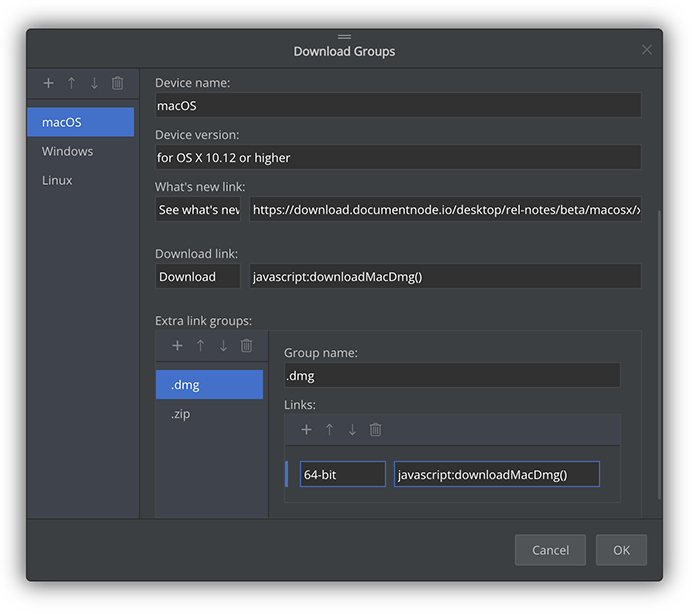 Download Groups
macOS
Windows
Linux
Device name:
macOS
Device version:
for OS X 10.12 or higher
What's new link:
See what's new https://download.documentnode.io/desktop/rel-notes/beta/macosx/x
Download link:
Download javascript:downloadMacDmg()
Extra link groups:
.dmg
.zip
Group name:
.dmg
Links:
64-bit javascript:downloadMacDmg()
Cancel OK